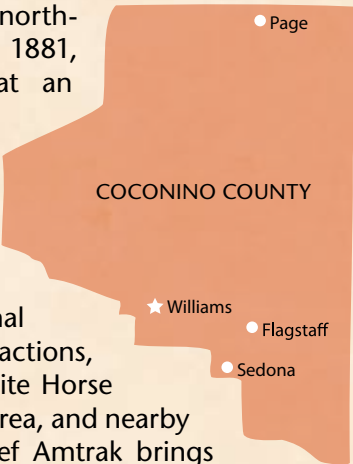 north-
Page
1881,
at an
COCONINO COUNTY
Williams
Flagstaff
actions,
Sedona
ite Horse
rea, and nearby
ef Amtrak brings